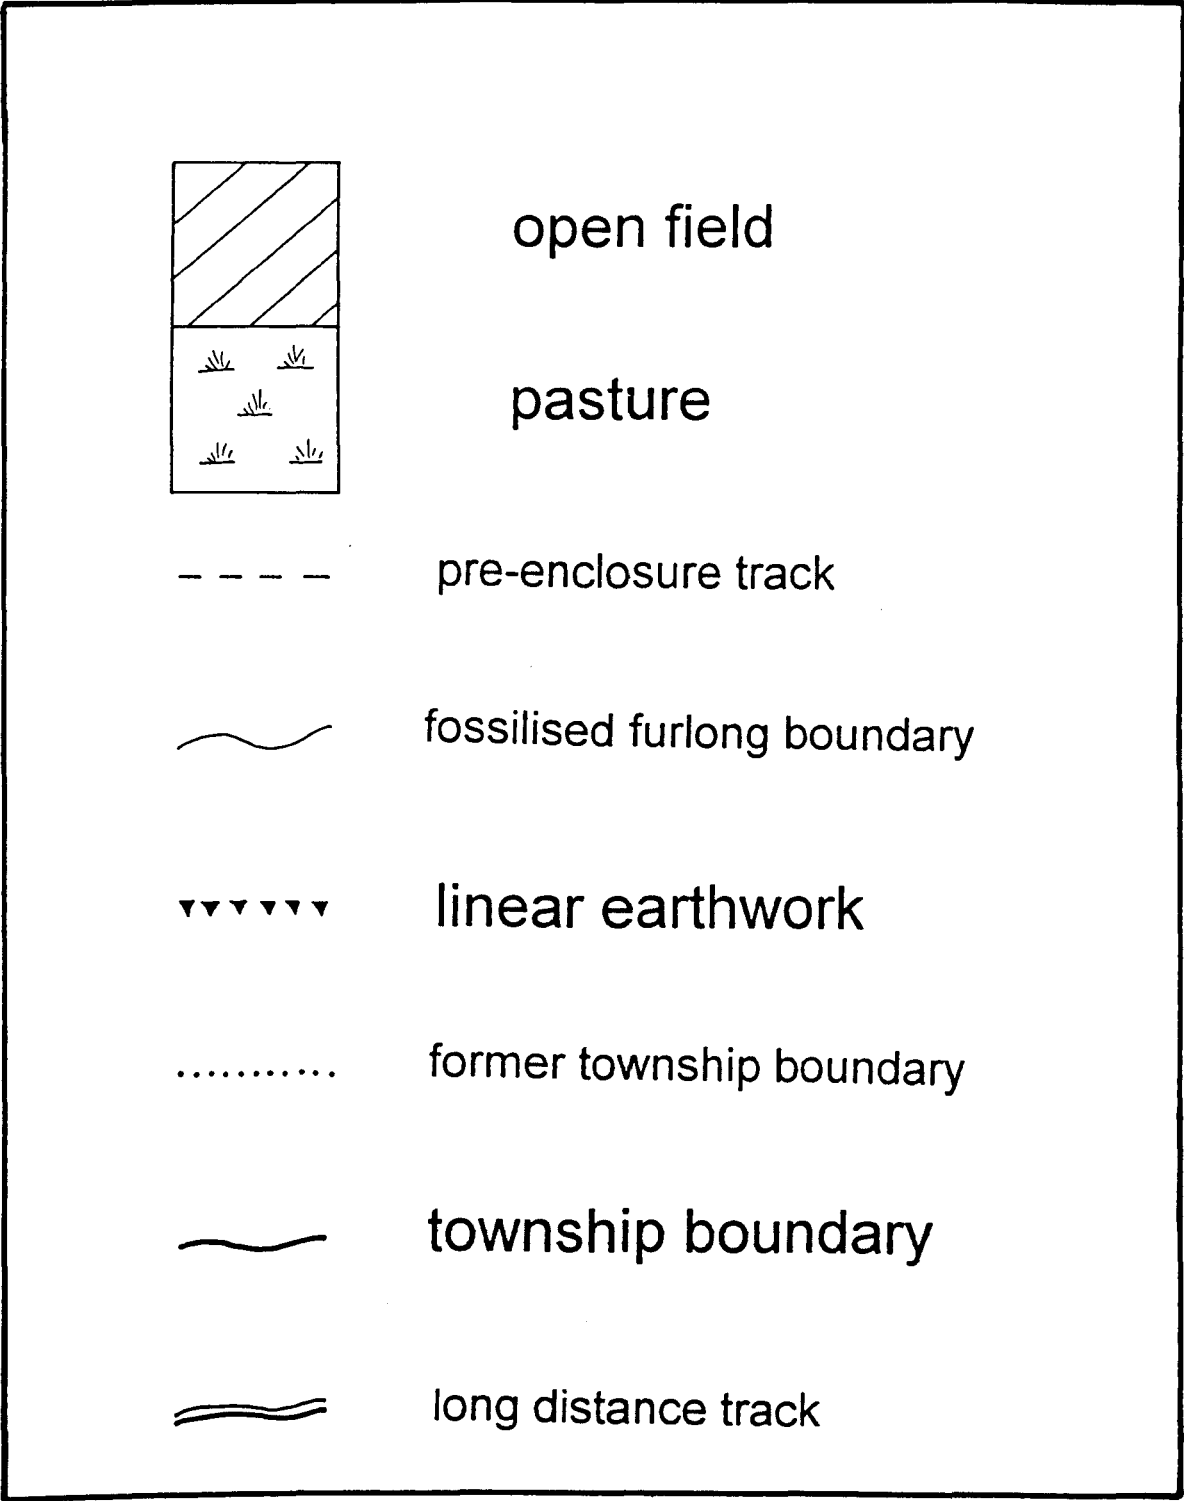 open field
pasture
pre-enclosure track
fossilised furlong boundary
linear earthwork
former township boundary
township boundary
long distance track